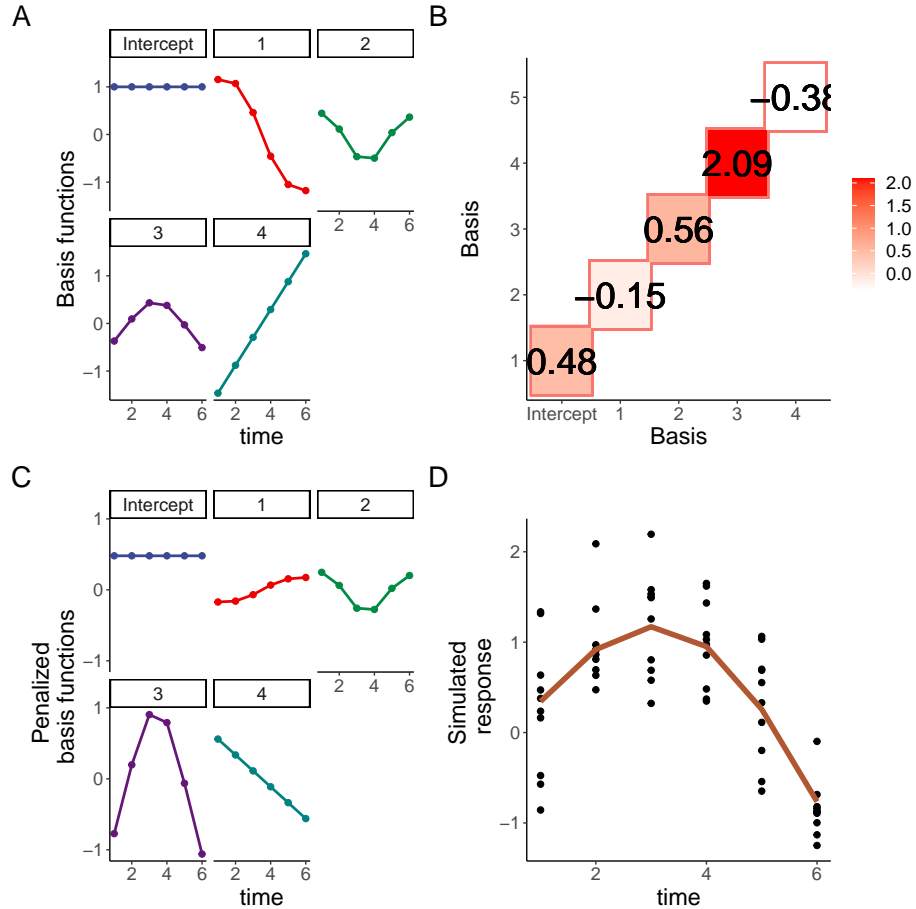 A
Intercept 1 2
1
0
−1
2 4 6
3 4
1
0
−1
2 4 6 2 4 6
Basis functions
time
B
5
4
3
2
1
−0.38
2.09
0.56
−0.15
0.48
Intercept 1 2 3 4
Basis
Basis
2.0
1.5
1.0
0.5
0.0
C
Intercept 1 2
1
0
−1
2 4 6
3 4
1
0
−1
2 4 6 2 4 6
Penalized
basis functions
time
D
2
1
0
−1
2 4 6
Simulated
response
time